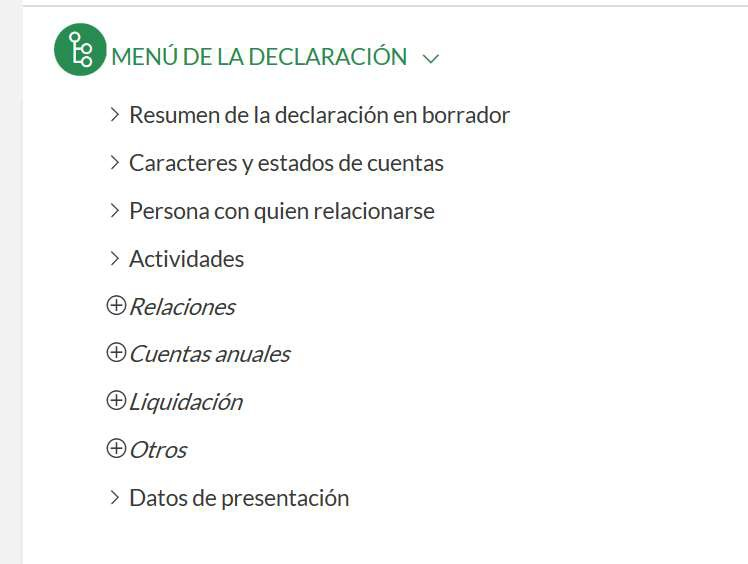 MENÚ DE LA DECLARACIÓN
Resumen de la declaración en borrador
Caracteres y estados de cuentas
Persona con quien relacionarse
Actividades
Relaciones
Cuentas anuales
Liquidación
Otros
Datos de presentación